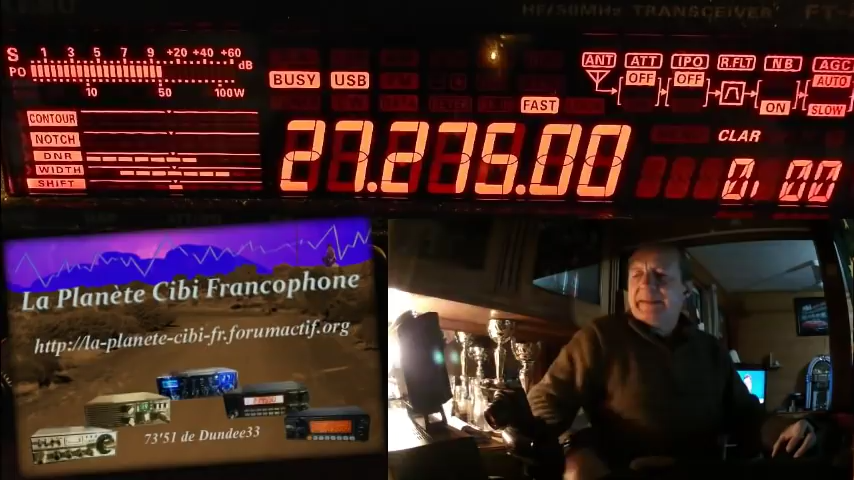 HF/50MHz TRANSCEIVER FT-
S 1 3 5 7 9 +20 +40 +60 dB
PO 10 50 100W
BUSY USB
FAST
ANT ATT IPO R.FLT NB AGC
OFF OFF AUTO
ON SLOW
CONTOUR
NOTCH
DNR
WIDTH
SHIFT
27.275.00
CLAR
0.00
La Planète Cibi Francophone
http://la-planete-cibi-fr.forumactif.org
73'51 de Dundee33